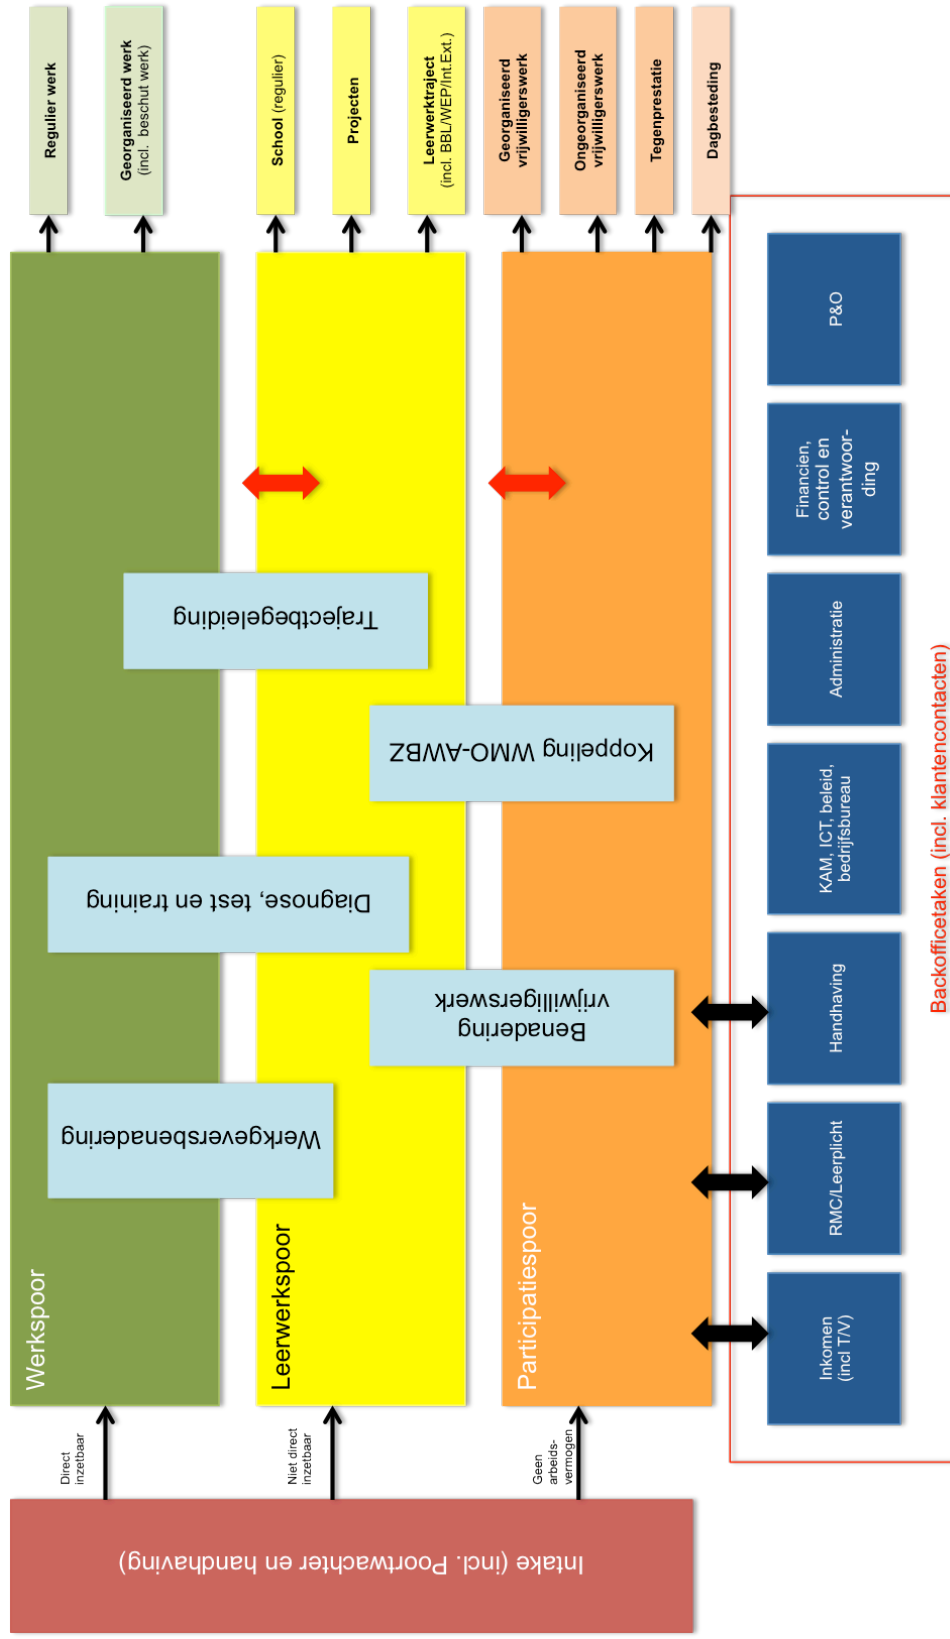 Intake (incl. Poortwachter en handhaving)
Direct
inzetbaar
Niet direct
inzetbaar
Geen
arbeids-
vermogen
Werkspoor
Leerwerkspoor
Participatiespoor
Werkgeversbenadering
Benadering
vrijwilligerswerk
Diagnose, test en training
Koppeling WMO-AWBZ
Trajectbegeleiding
Regulier werk
Georganiseerd werk
(incl. beschut werk)
School (regulier)
Projecten
Leerwerktraject
(incl. BBL/WEP/Int.Ext.)
Georganiseerd
vrijwilligerswerk
Ongeorganiseerd
vrijwilligerswerk
Tegenprestatie
Dagbesteding
Inkomen
(incl T/V)
RMC/Leerplicht
Handhaving
KAM, ICT, beleid,
bedrijfsbureau
Administratie
Financien,
control en
verantwoor-
ding
P&O
Backofficetaken (incl. klantencontacten)